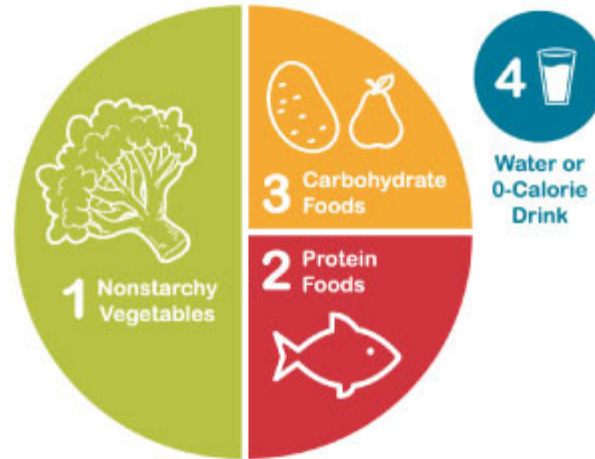 1 Nonstarchy
Vegetables
2 Protein
Foods
3 Carbohydrate
Foods
4
Water or
0-Calorie
Drink